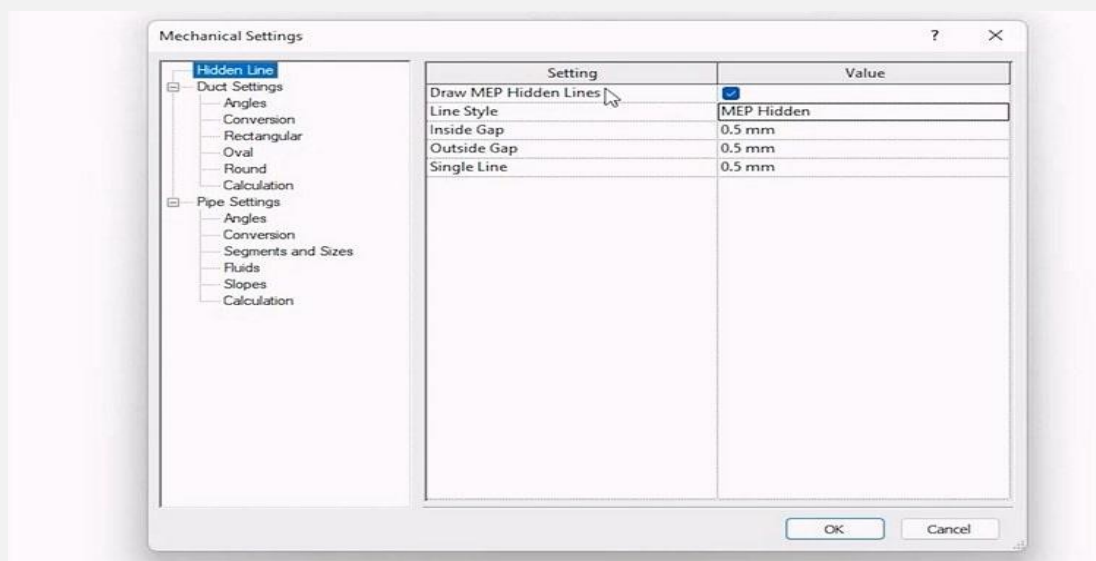 Mechanical Settings
? ×
Hidden Line
Duct Settings
Angles
Conversion
Rectangular
Oval
Round
Calculation
Pipe Settings
Angles
Conversion
Segments and Sizes
Fluids
Slopes
Calculation
Setting Value
Draw MEP Hidden Lines
Line Style MEP Hidden
Inside Gap 0.5 mm
Outside Gap 0.5 mm
Single Line 0.5 mm
OK Cancel